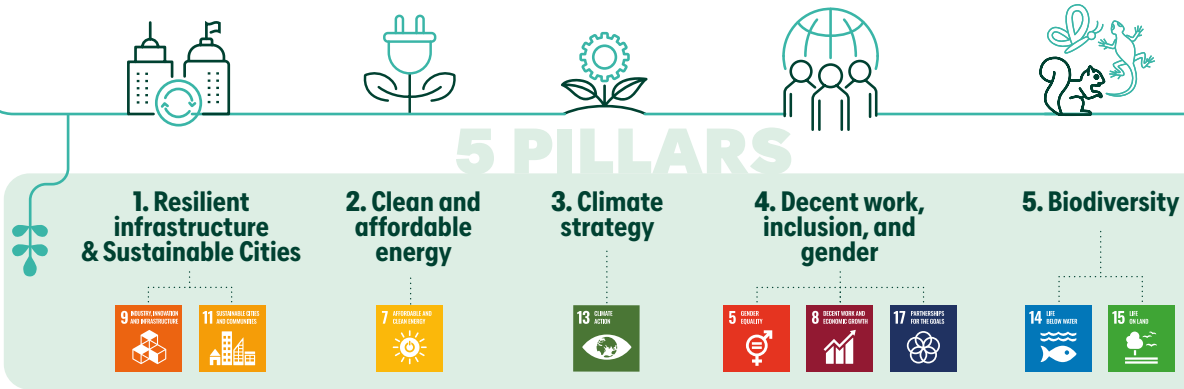 5 PILLARS
1. Resilient
infrastructure
& Sustainable Cities
2. Clean and
affordable
energy
3. Climate
strategy
4. Decent work,
inclusion, and
gender
5. Biodiversity
9 INDUSTRY, INNOVATION
AND INFRASTRUCTURE
11 SUSTAINABLE CITIES
AND COMMUNITIES
7 AFFORDABLE AND
CLEAN ENERGY
13 CLIMATE
ACTION
5 GENDER
EQUALITY
8 DECENT WORK AND
ECONOMIC GROWTH
17 PARTNERSHIPS
FOR THE GOALS
14 LIFE
BELOW WATER
15 LIFE
ON LAND